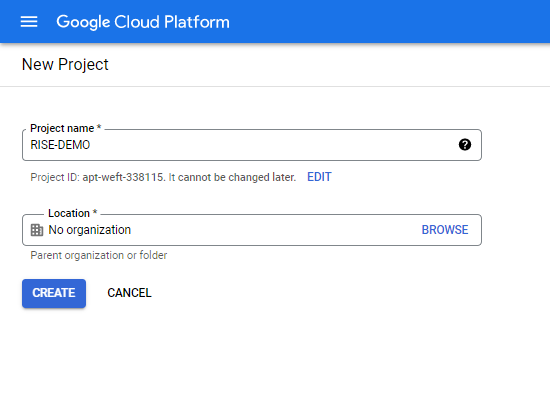 Google Cloud Platform
New Project
Project name *
RISE-DEMO
Project ID: apt-weft-338115. It cannot be changed later. EDIT
Location *
No organization BROWSE
Parent organization or folder
CREATE CANCEL